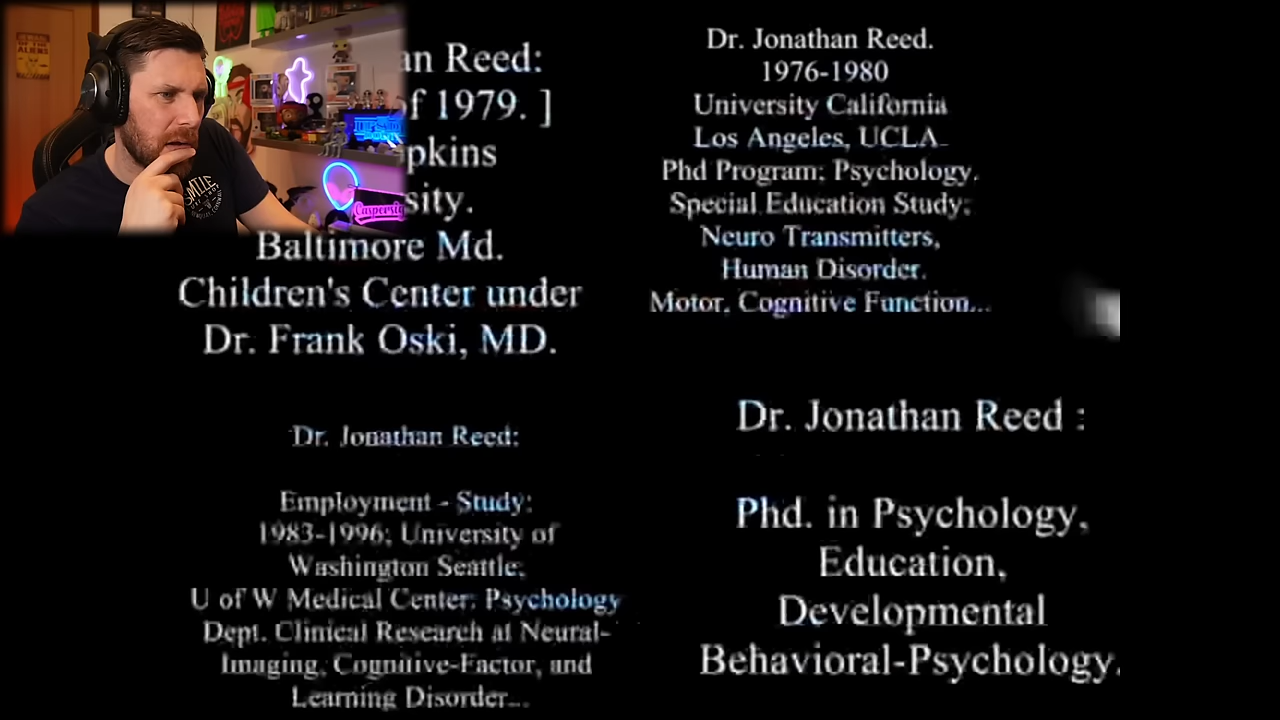 an Reed:
of 1979. ]
pkins
sity.
Baltimore Md.
Children's Center under
Dr. Frank Oski, MD.
Dr. Jonathan Reed.
1976-1980
University California
Los Angeles, UCLA.
Phd Program; Psychology.
Special Education Study;
Neuro Transmitters,
Human Disorder.
Motor, Cognitive Function...
Dr. Jonathan Reed:
Employment - Study:
1983-1996; University of
Washington Seattle;
U of W Medical Center: Psychology
Dept. Clinical Research at Neural-
Imaging, Cognitive-Factor, and
Learning Disorder...
Dr. Jonathan Reed :
Phd. in Psychology,
Education,
Developmental
Behavioral-Psychology.
SMILE
Caspersight